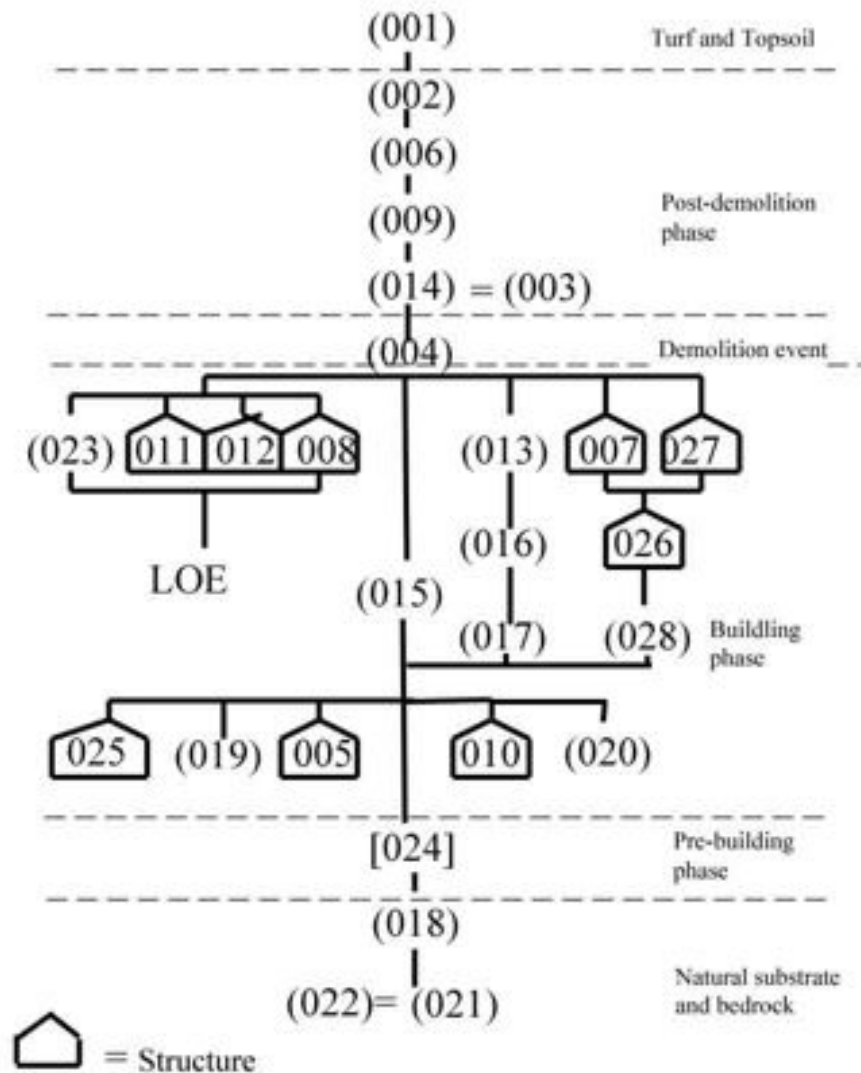 (001)
Turf and Topsoil
(002)
(006)
(009)
Post-demolition
phase
(014) = (003)
(004)
Demolition event
(023) 011 012 008 (013) 007 027
(016) 026
LOE
(015)
(017) (028)
Buildling
phase
025 (019) 005 010 (020)
[024]
Pre-building
phase
(018)
(022)= (021)
Natural substrate
and bedrock
= Structure